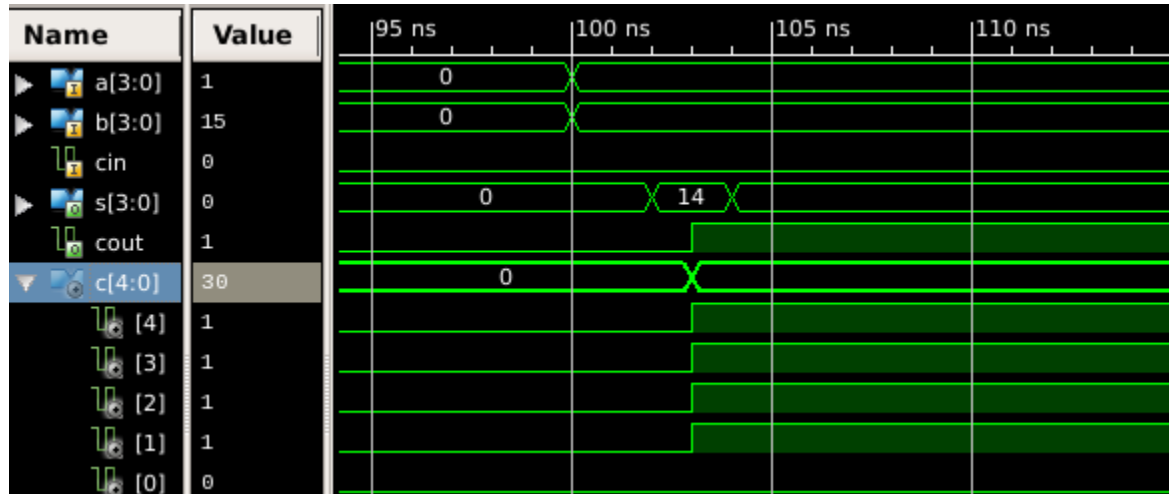 Name Value 95 ns 100 ns 105 ns 110 ns
a[3:0] 1 0
b[3:0] 15 0
cin 0
s[3:0] 0 0 14
cout 1
c[4:0] 30 0
[4] 1
[3] 1
[2] 1
[1] 1
[0] 0